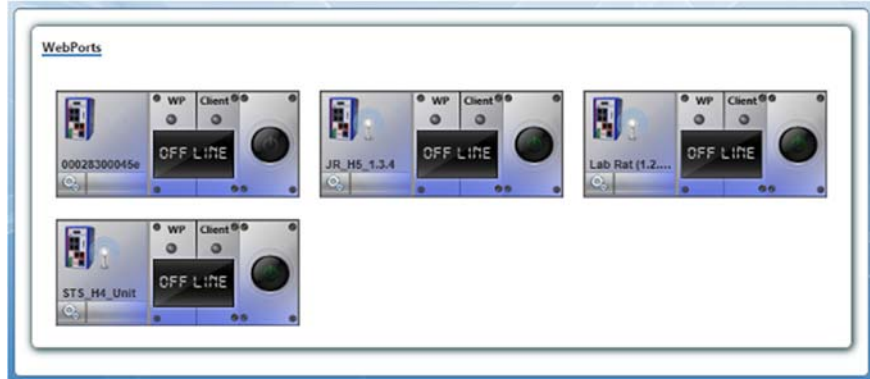 WebPorts
WP Client
OFF LINE
00028300045e
WP Client
OFF LINE
JR_H5_1.3.4
WP Client
OFF LINE
Lab Rat (1.2....
WP Client
OFF LINE
STS_H4_Unit